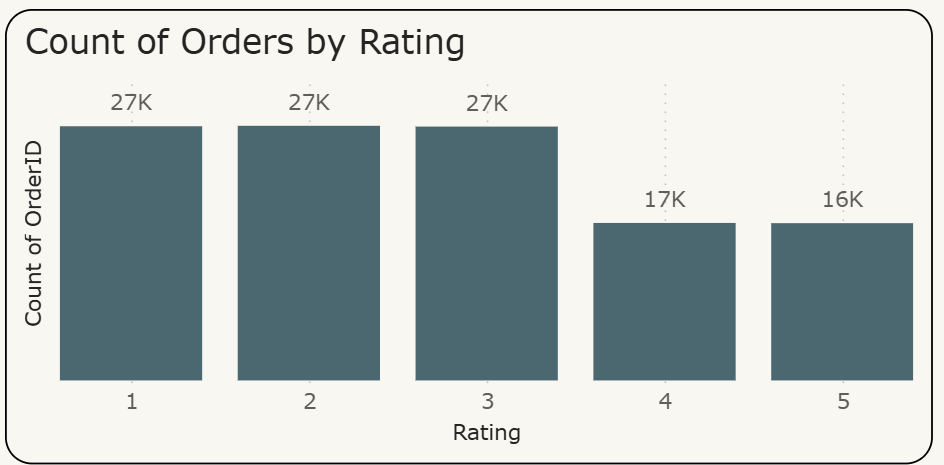 Count of Orders by Rating
27K
27K
27K
17K
16K
Count of OrderID
1
2
3
4
5
Rating